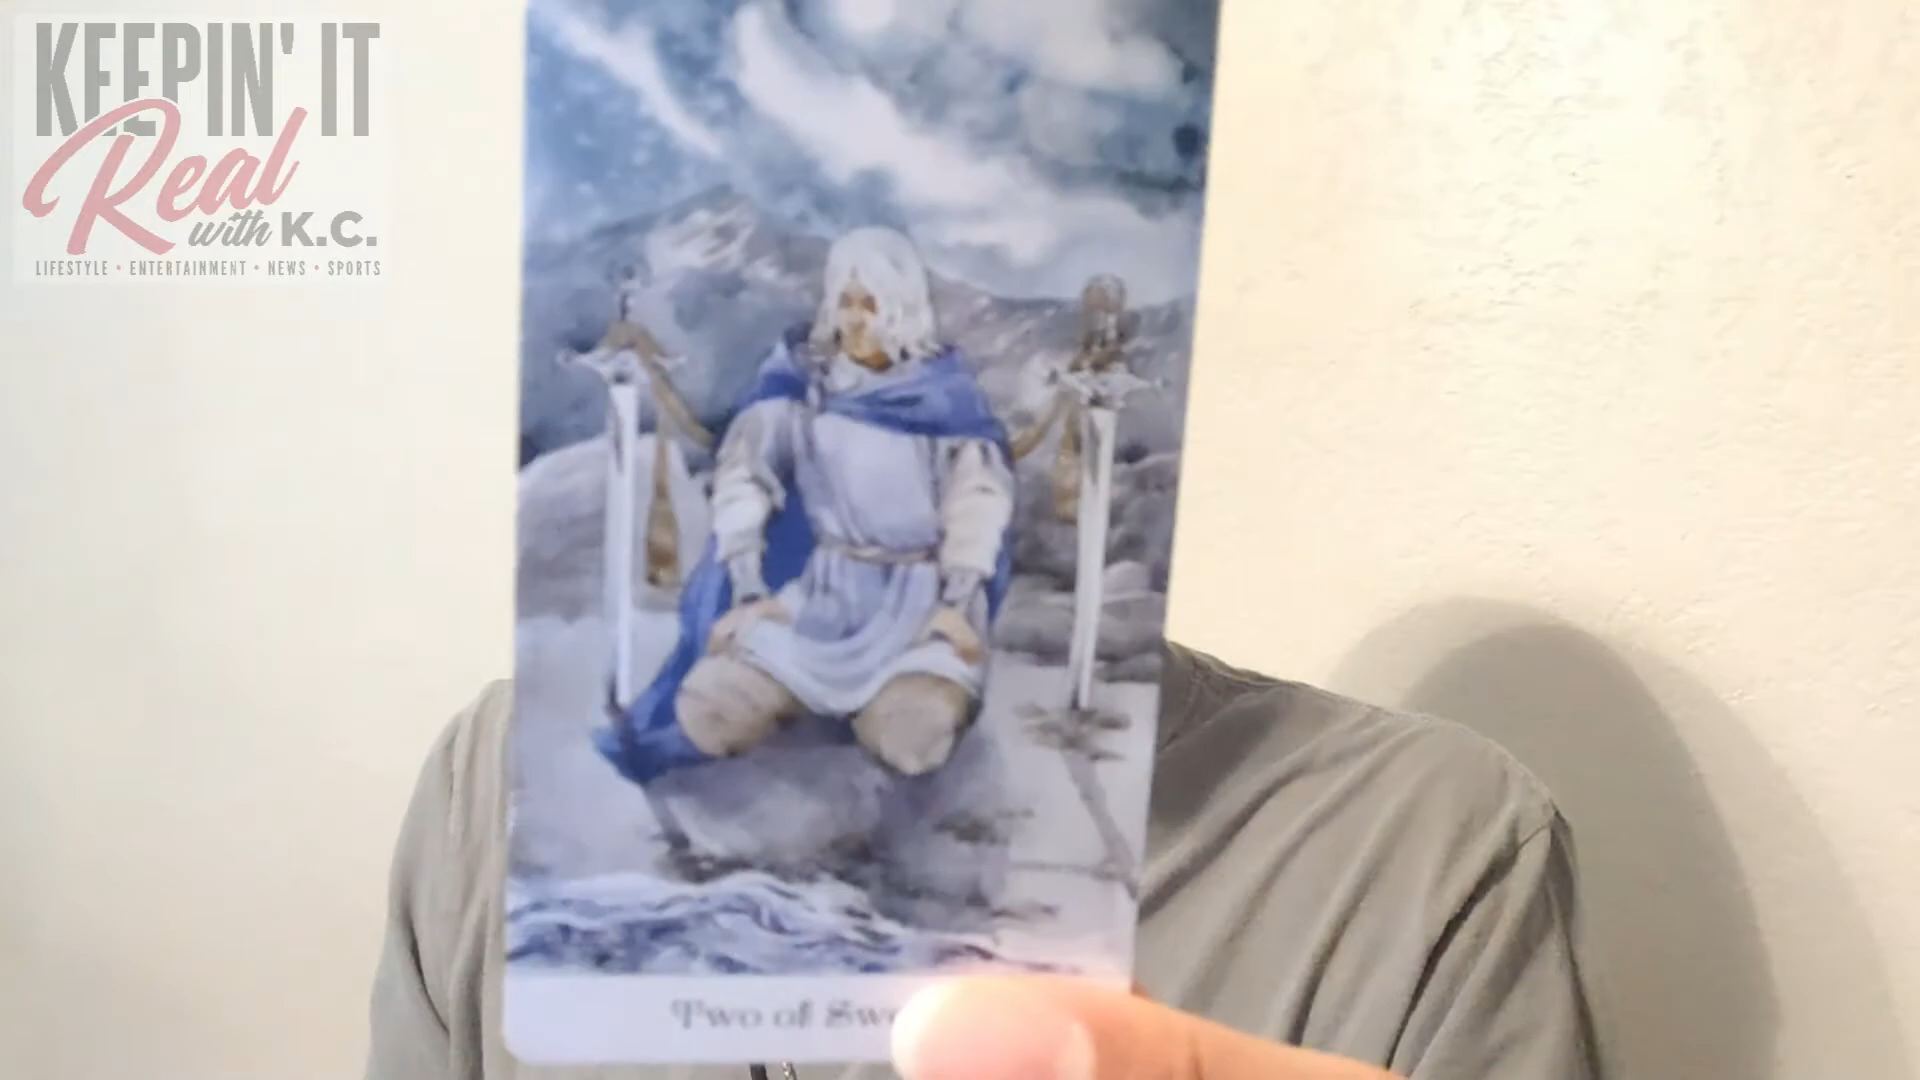 KEEPIN' IT
Real
with K.C.
LIFESTYLE • ENTERTAINMENT • NEWS • SPORTS
Two of